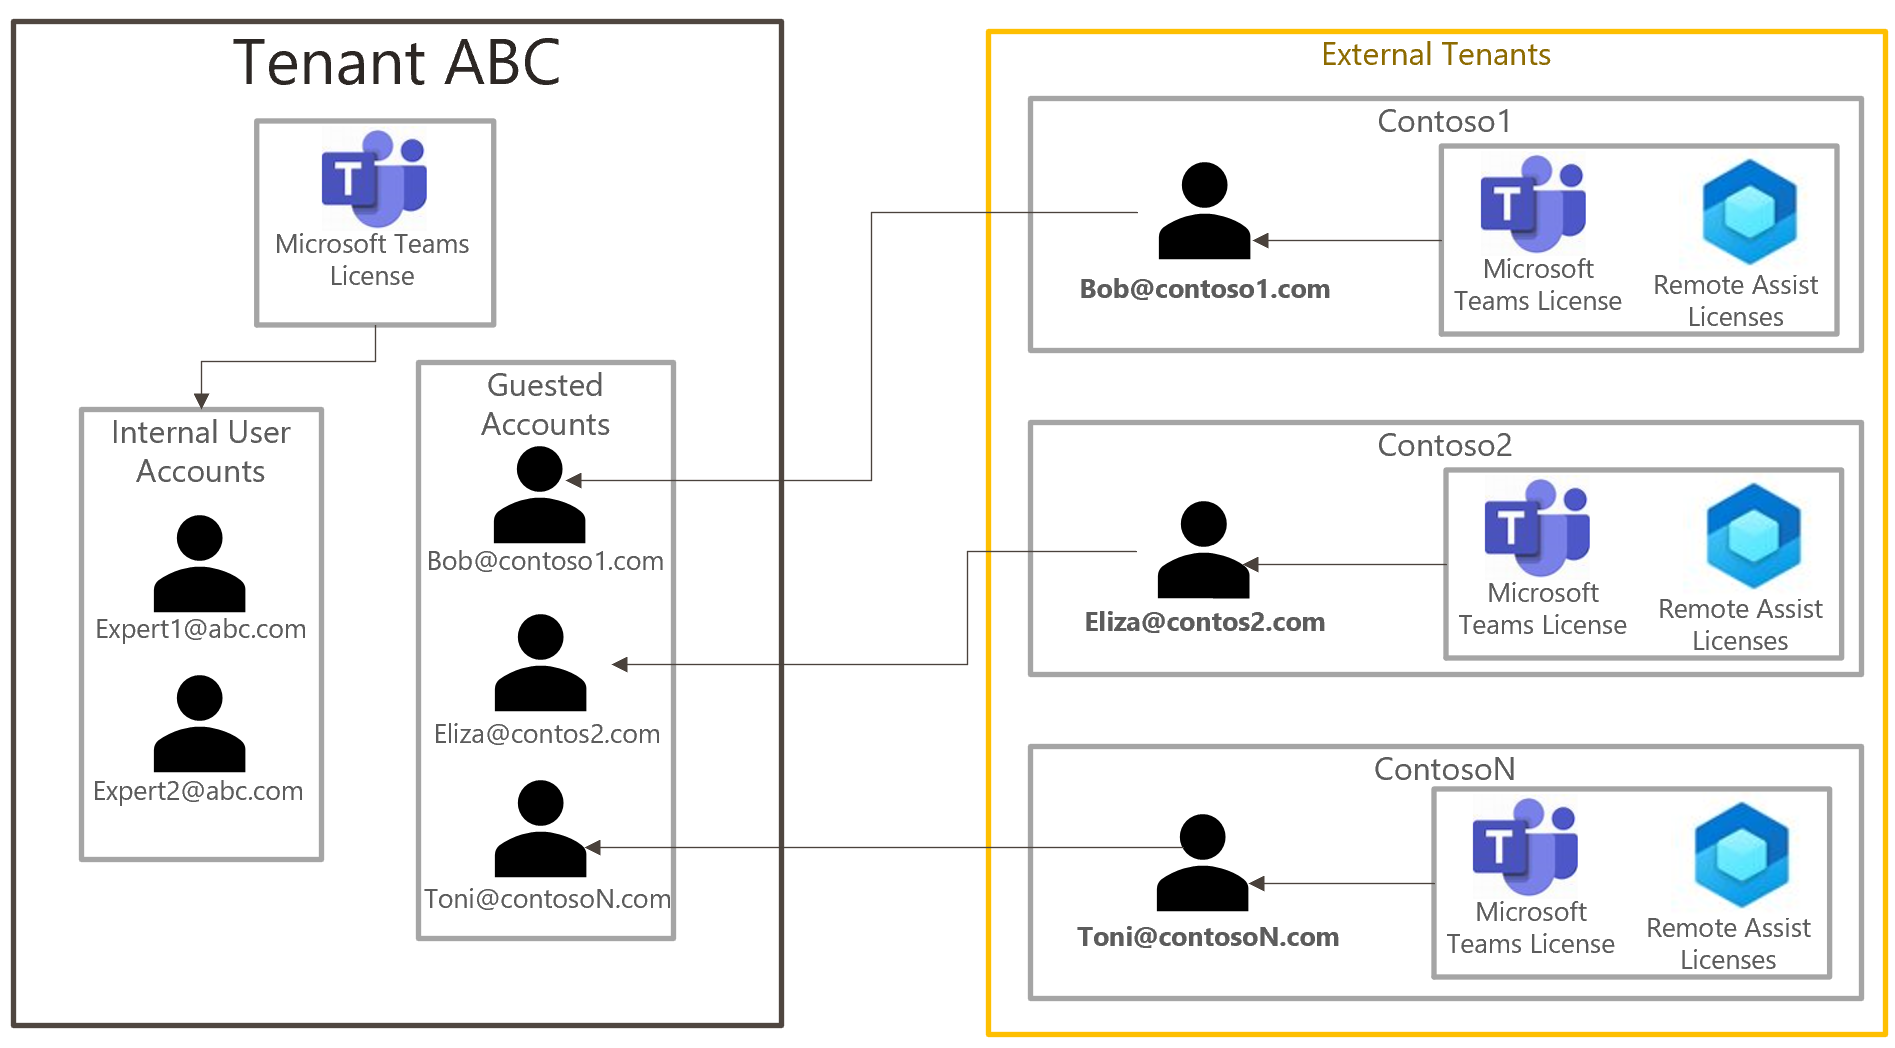 Tenant ABC
T
Microsoft Teams
License
Internal User
Accounts
Expert1@abc.com
Expert2@abc.com
Guested
Accounts
Bob@contoso1.com
Eliza@contos2.com
Toni@contosoN.com
External Tenants
Contoso1
Bob@contoso1.com
T
Microsoft
Teams License
Remote Assist
Licenses
Contoso2
Eliza@contos2.com
T
Microsoft
Teams License
Remote Assist
Licenses
ContosoN
Toni@contosoN.com
T
Microsoft
Teams License
Remote Assist
Licenses